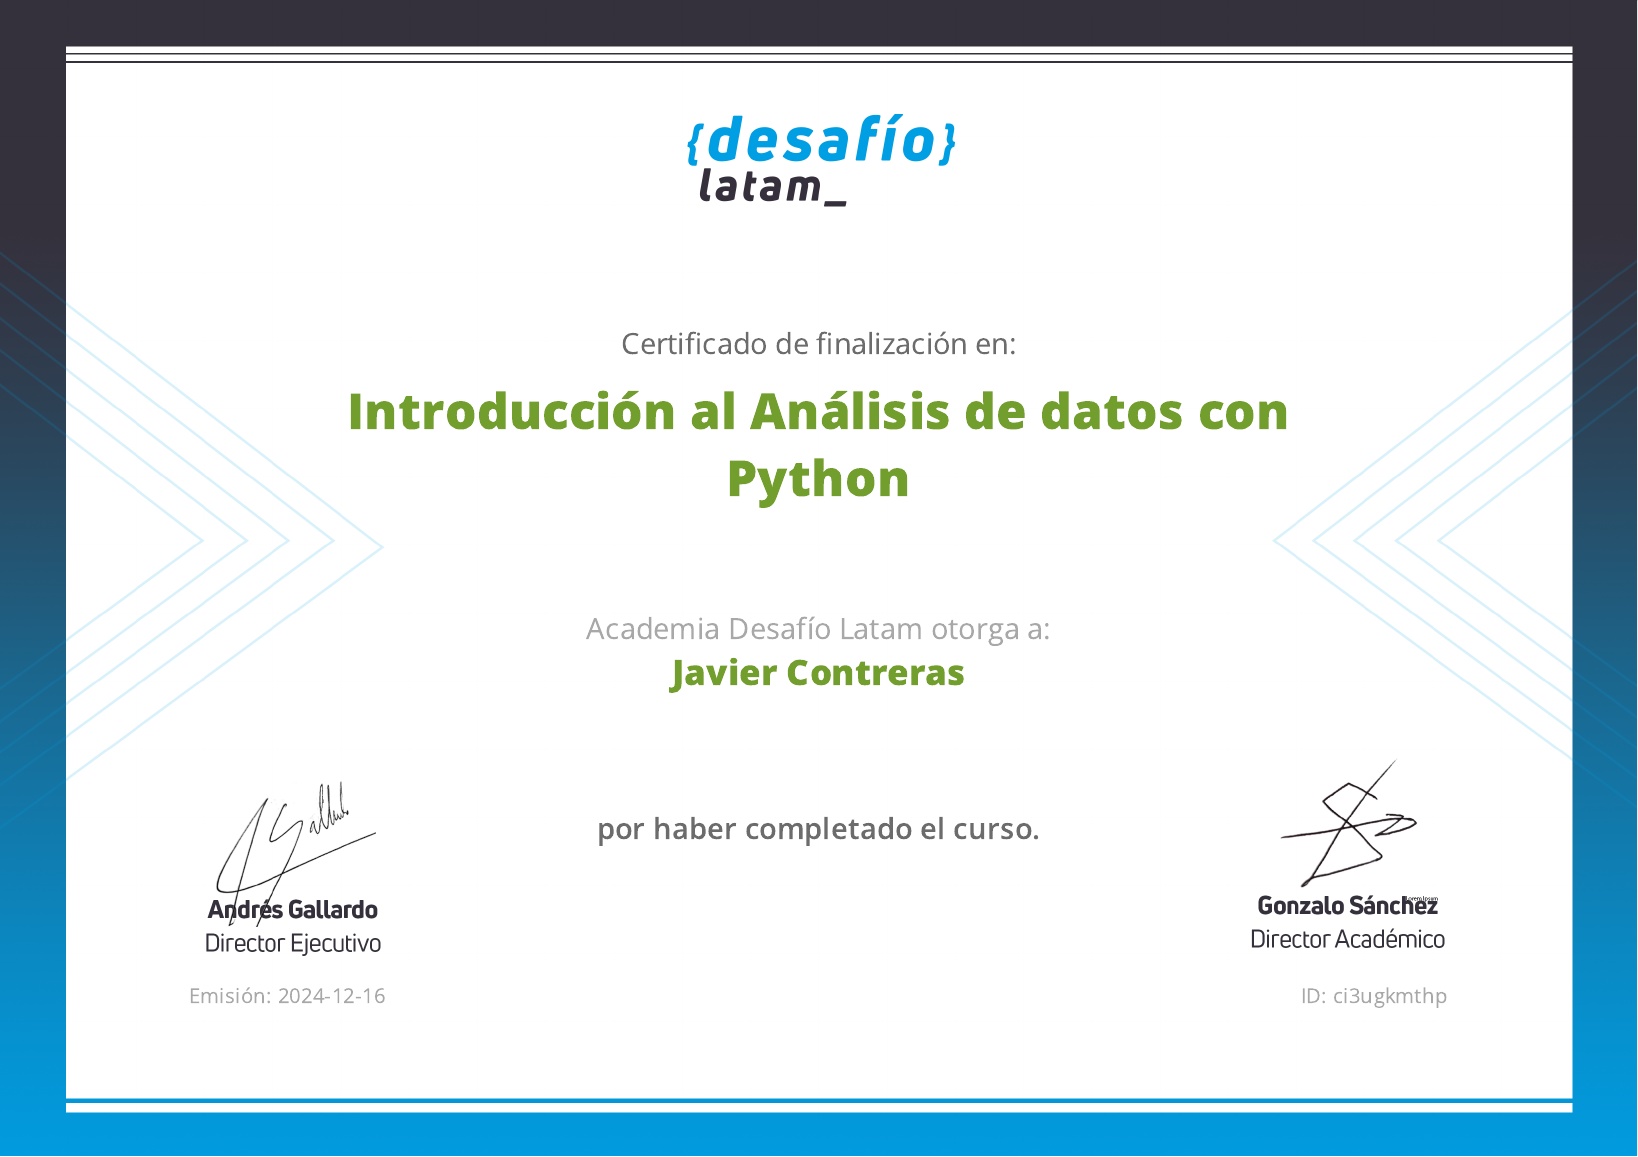 {desafío}
latam_
Certificado de finalización en:
Introducción al Análisis de datos con
Python
Academia Desafío Latam otorga a:
Javier Contreras
por haber completado el curso.
Andrés Gallardo
Director Ejecutivo
Gonzalo Sánchez
Lorem Ipsum
Director Académico
Emisión: 2024-12-16
ID: ci3ugkmthp